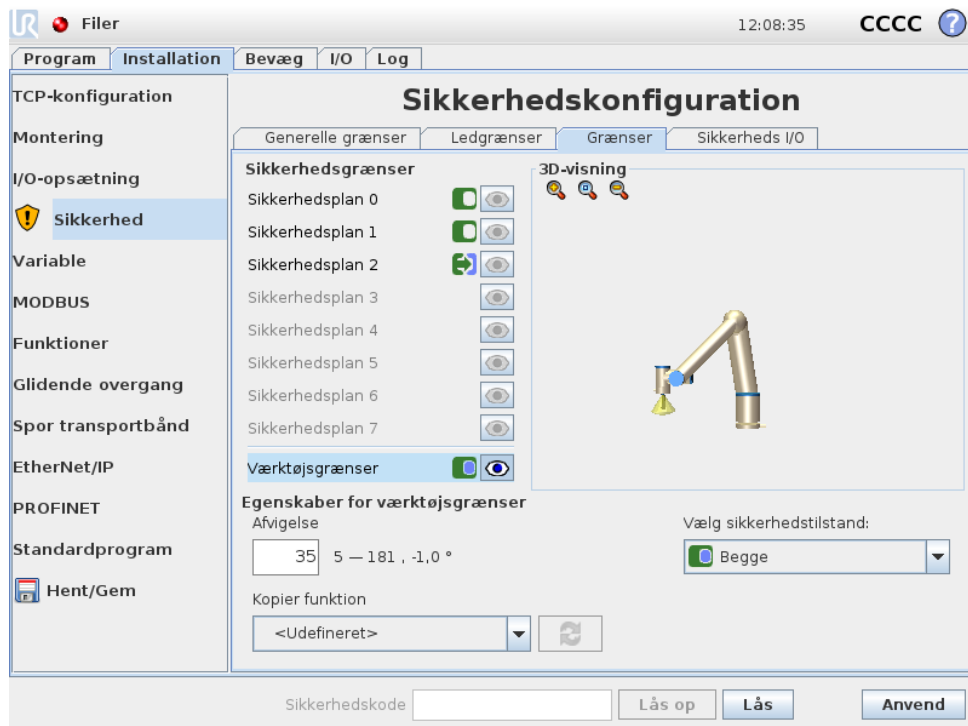 UR Filer 12:08:35 CCCC ?
Program Installation Bevæg I/O Log
TCP-konfiguration
Montering
I/O-opsætning
Sikkerhed
Variable
MODBUS
Funktioner
Glidende overgang
Spor transportbånd
EtherNet/IP
PROFINET
Standardprogram
Hent/Gem
Sikkerhedskonfiguration
Generelle grænser Ledgrænser Grænser Sikkerheds I/O
Sikkerhedsgrænser
Sikkerhedsplan 0
Sikkerhedsplan 1
Sikkerhedsplan 2
Sikkerhedsplan 3
Sikkerhedsplan 4
Sikkerhedsplan 5
Sikkerhedsplan 6
Sikkerhedsplan 7
Værktøjsgrænser
3D-visning
Egenskaber for værktøjsgrænser
Afvigelse
35 5 — 181 , -1,0 °
Kopier funktion
<Udefineret>
Vælg sikkerhedstilstand:
Begge
Sikkerhedskode Lås op Lås Anvend